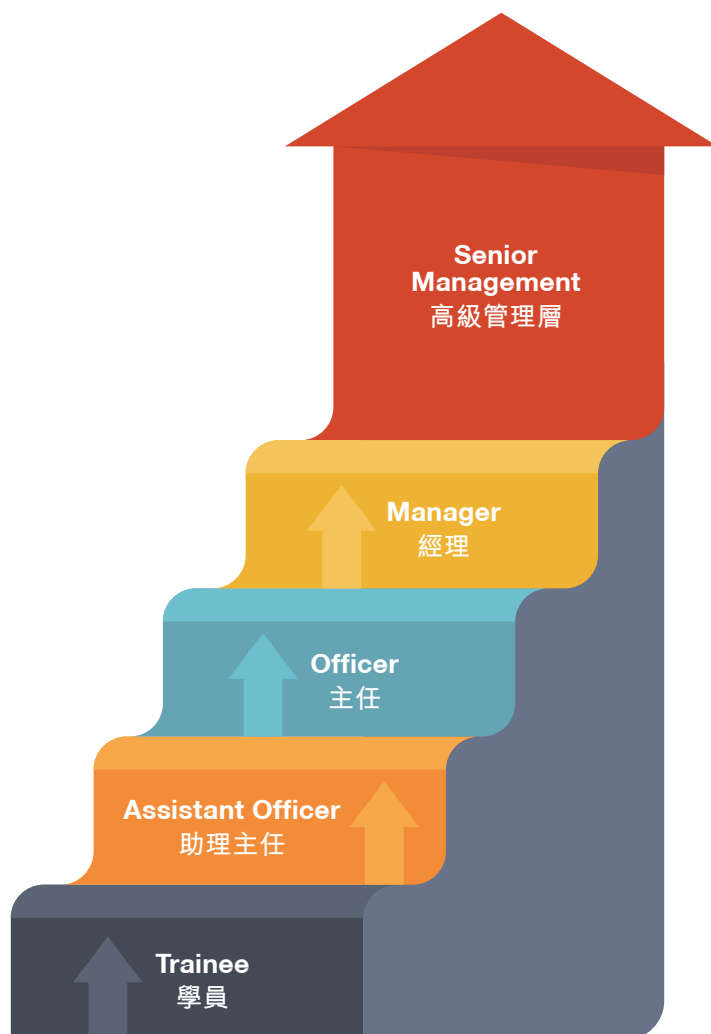 Senior
Management
高級管理層
Manager
經理
Officer
主任
Assistant Officer
助理主任
Trainee
學員